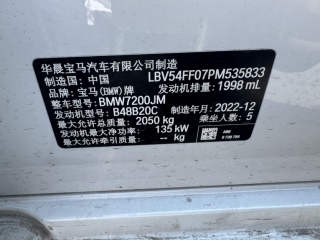 华晨宝马汽车有限公司制造
制造国: 中国 LBV54FF07PM535833
品牌: 宝马(BMW)牌 发动机排量: 1998 mL
整车型号: BMW7200JM
发动机型号: B48B20C 制造年月: 2022-12
最大允许总质量: 2050 kg 乘坐人数: 5
发动机最大净功率: 135 kW
最大允许牵引质量: -- kg